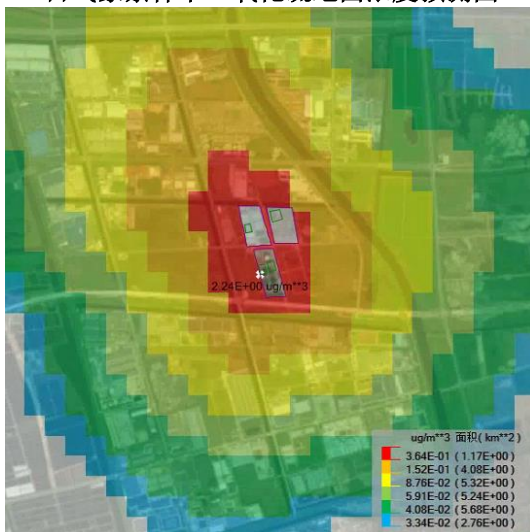 2.24E+00 ug/m**3
ug/m**3 面积( km**2)
3.64E-01 ( 1.17E+00 )
1.52E-01 ( 4.08E+00 )
8.76E-02 ( 5.32E+00 )
5.91E-02 ( 5.24E+00 )
4.08E-02 ( 5.68E+00 )
3.34E-02 ( 2.76E+00 )